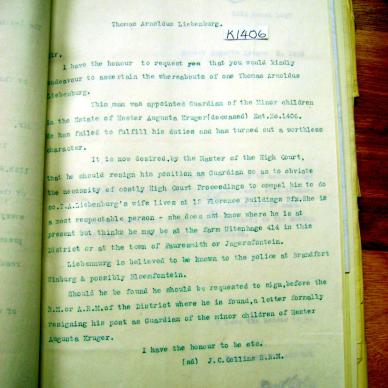 Thomas Arnoldus Liebenburg.
K1406
Sir,
I have the honour to request you that you would kindly
endeavour to ascertain the whereabouts of one Thomas Arnoldus
Liebenburg.
This man was appointed Guardian of the Minor children
in the Estate of Hester Augusta Kruger(deceased) Est.No.1406.
He has failed to fulfill his duties and has turned out a worthless
character.
It is now desired,by the Master of the High Court,
that he should resign his position as Guardian so as to obviate
the necessity of costly High Court Proceedings to compel him to do
so.T.A.Liebenburg's wife lives at 15 Florence Buildings Bfn.She is
a most respectable person - she does not know where he is at
present but thinks he may be at the farm Uitenhage 414 in this
District or at the town of Fauresmith or Jagersfontein.
Liebenburg is believed to be known to the police at Brandfort
Winburg & possibly Bloemfontein.
Should he be found he should be requested to sign,before the
R.M.or A.R.M.of the District where he is found,a letter formally
resigning his post as Guardian of the minor children of Hester
Augusta Kruger.
I have the honour to be etc.
(sd) J.C.Collins R.R.M.